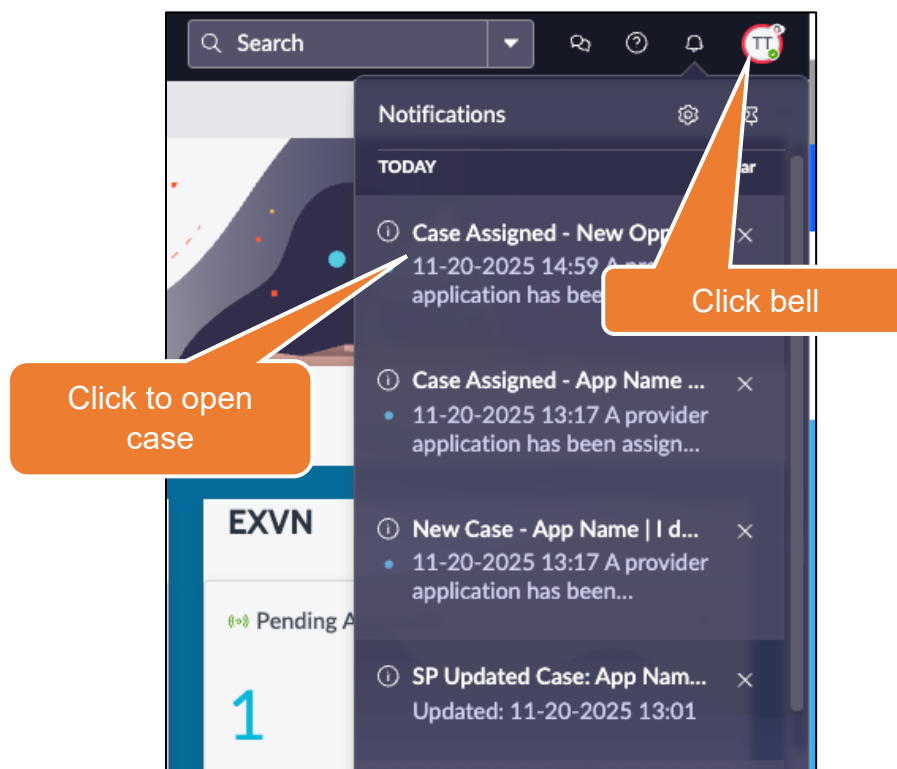 Search
TT
Notifications
TODAY
Case Assigned - New Opp
11-20-2025 14:59 A
application has
Click bell
Click to open
case
Case Assigned - App Name ...
11-20-2025 13:17 A provider
application has been assign...
EXVN
New Case - App Name | I d...
11-20-2025 13:17 A provider
application has been...
Pending A
1
SP Updated Case: App Nam...
Updated: 11-20-2025 13:01